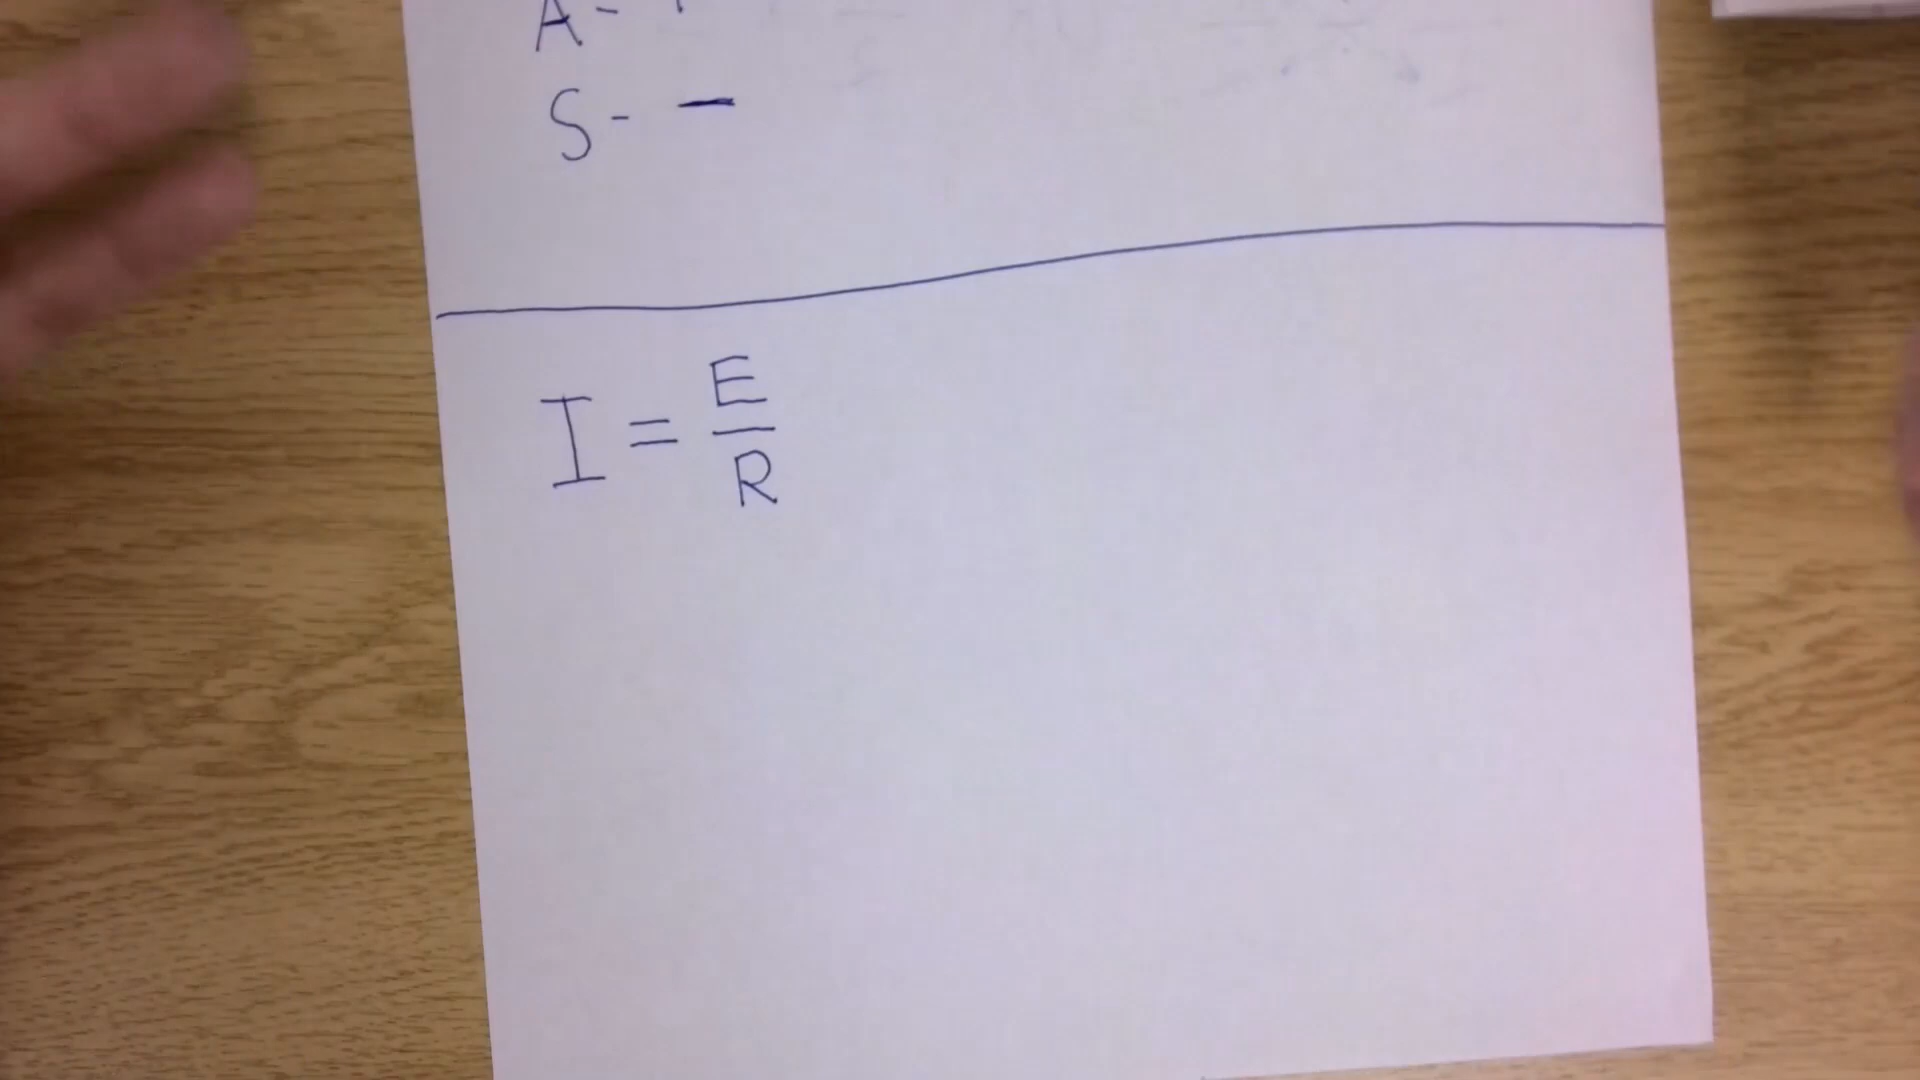 A -
S - —
I = E/R